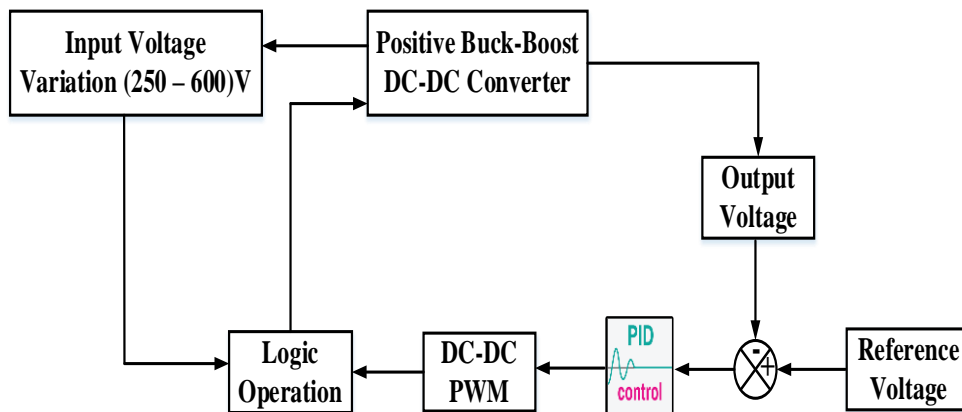 Input Voltage
Variation (250 – 600)V
Positive Buck-Boost
DC-DC Converter
Output
Voltage
Logic
Operation
DC-DC
PWM
PID
control
-
+
Reference
Voltage